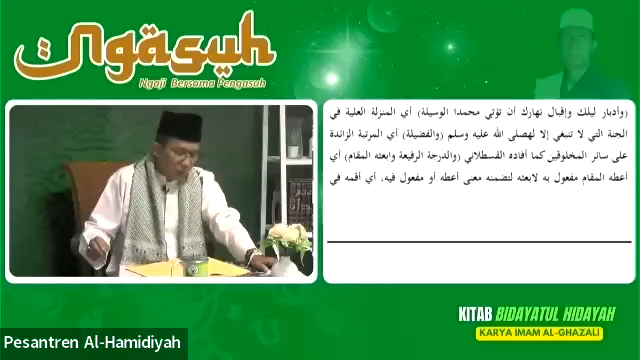 Ngasuh
Ngaji Bersama Pengasuh
(وأدبار ليلك وإقبال نهارك أن تؤتي محمدا الوسيلة) أي المنزلة العلية في
الجنة التي لا تنبغي إلا لهصلى الله عليه وسلم (والفضيلة) أي المرتبة الزائدة
على سائر المخلوقين كما أفاده القسطلاني (والدرجة الرفيعة وابعثه المقام) أي
أعطه المقام مفعول به لابعثه لتضمنه معنى أعطه أو مفعول فيه، أي أقمه في
KITAB BIDAYATUL HIDAYAH
KARYA IMAM AL-GHAZALI
Pesantren Al-Hamidiyah